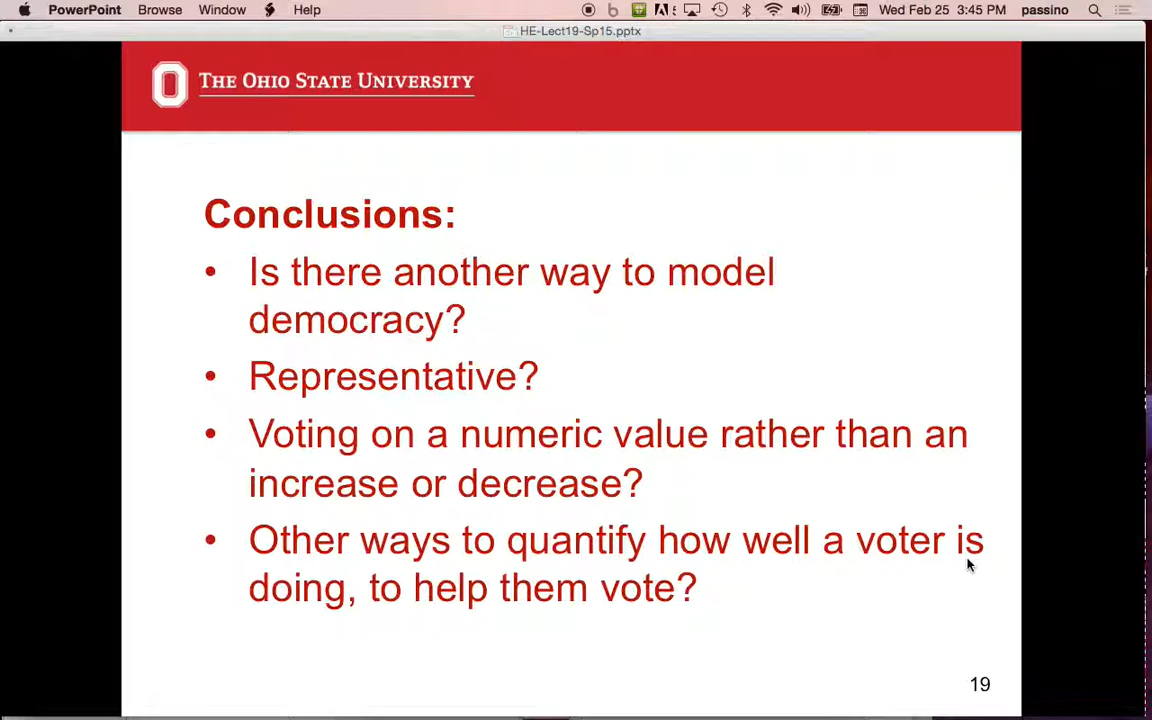 PowerPoint Browse Window Help Wed Feb 25 3:45 PM passino
HE-Lect19-Sp15.pptx
THE OHIO STATE UNIVERSITY
Conclusions:
• Is there another way to model
democracy?
• Representative?
• Voting on a numeric value rather than an
increase or decrease?
• Other ways to quantify how well a voter is
doing, to help them vote?
19